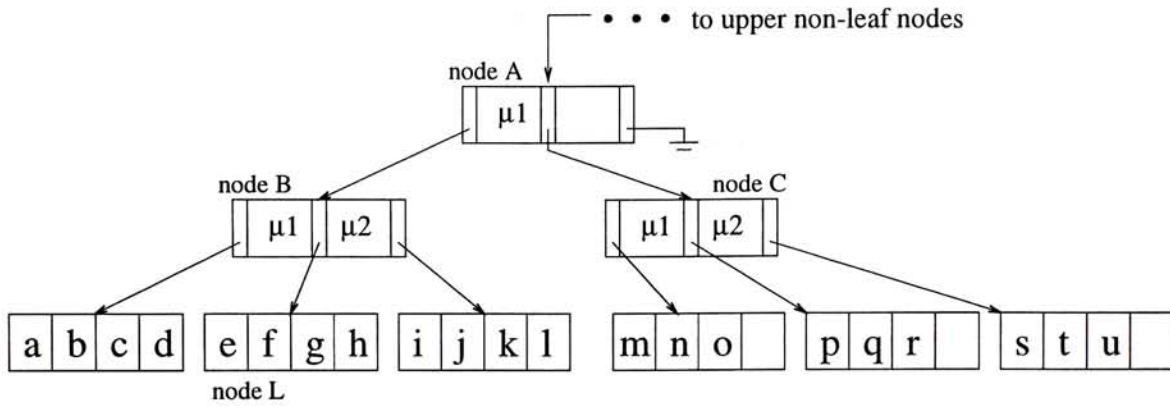 • • • to upper non-leaf nodes
node A
µ1
node B
node C
µ1 µ2
µ1 µ2
a b c d
e f g h
i j k l
m n o
p q r
s t u
node L